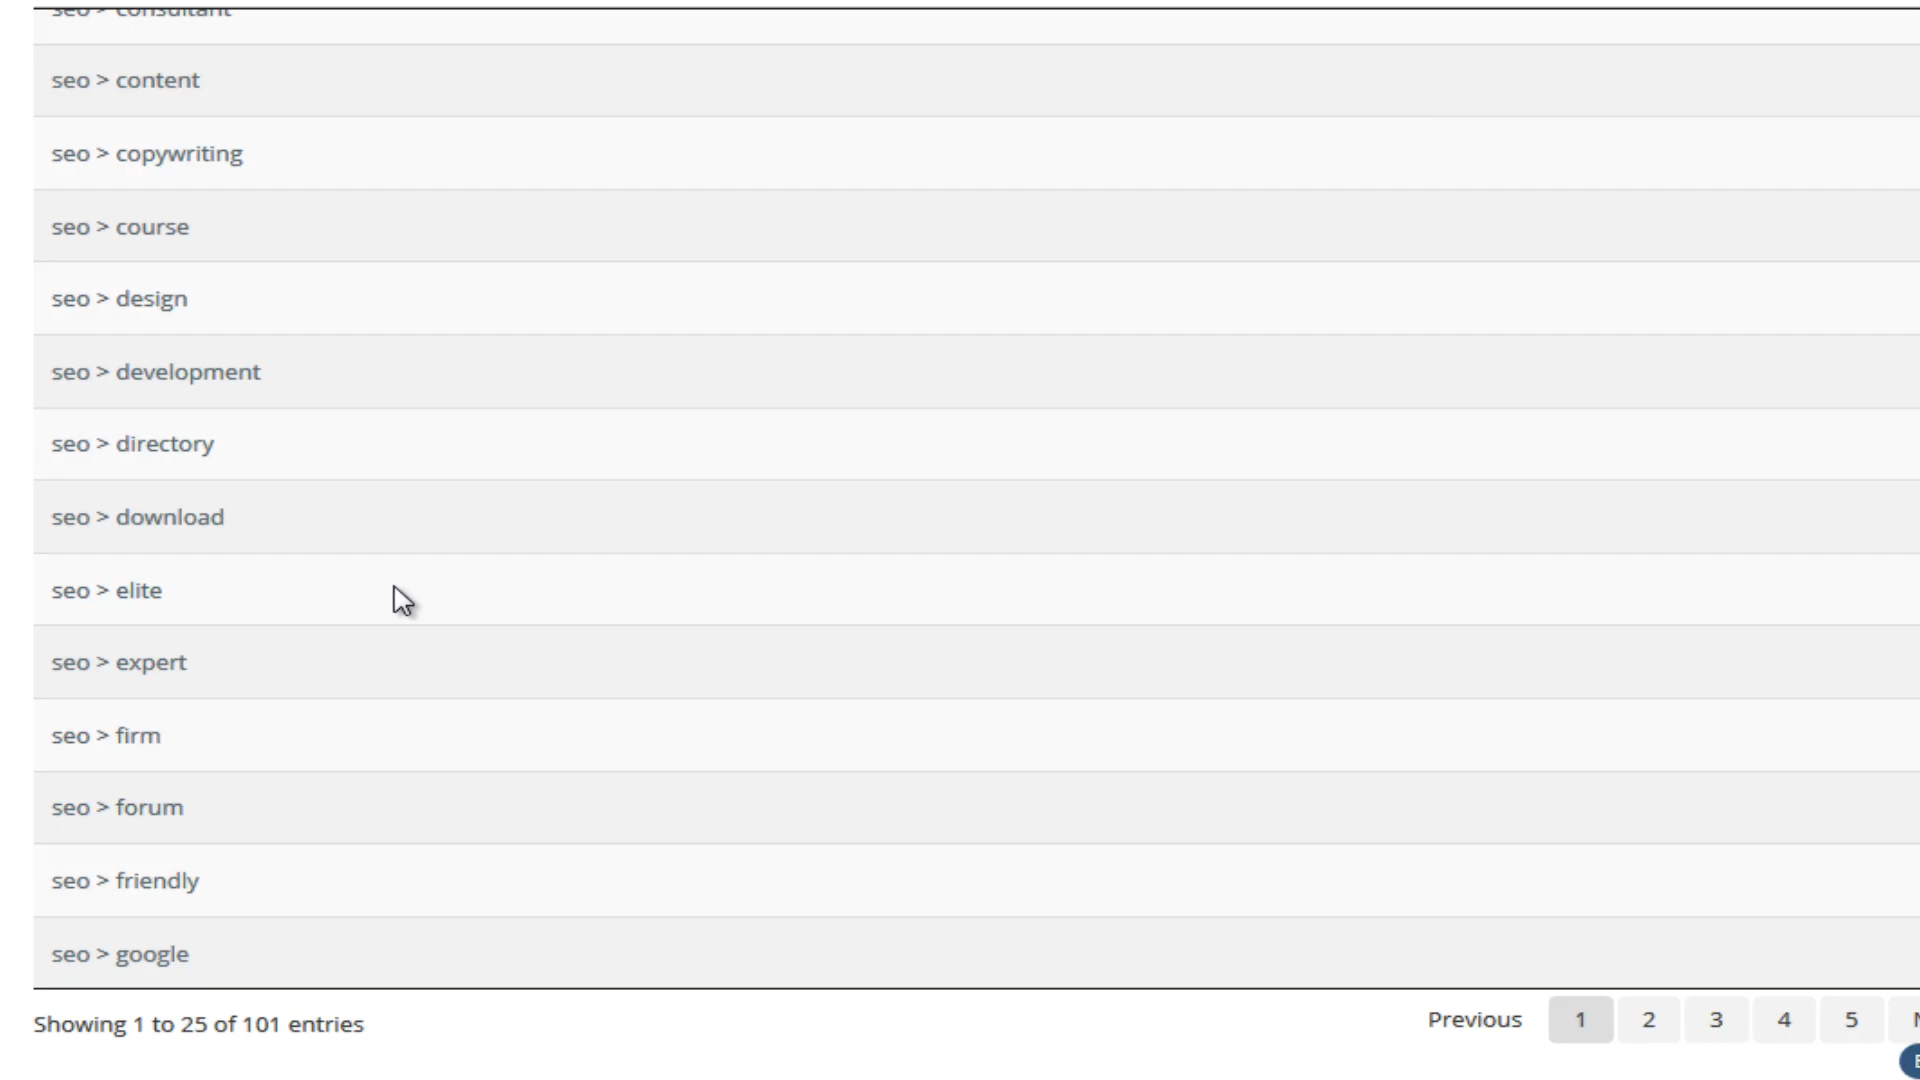 seo > consultant
seo > content
seo > copywriting
seo > course
seo > design
seo > development
seo > directory
seo > download
seo > elite
seo > expert
seo > firm
seo > forum
seo > friendly
seo > google
Showing 1 to 25 of 101 entries
Previous 1 2 3 4 5